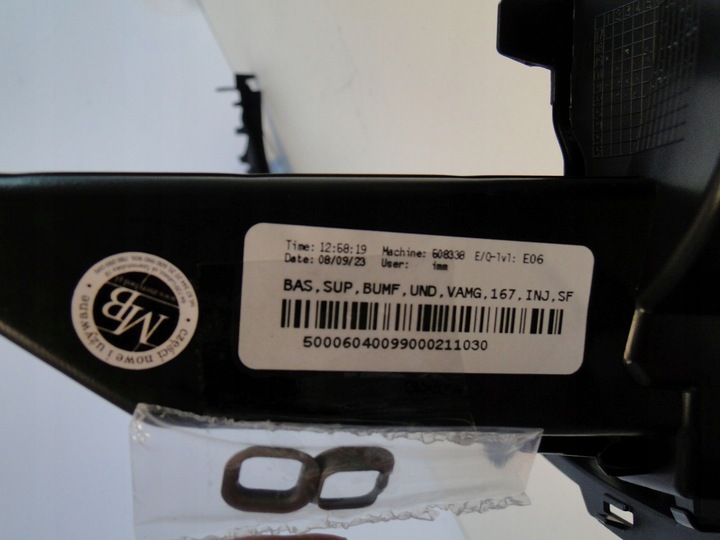 Time: 12:68:19 Machine: 608338 E/Q-lvl: E06
Date: 08/09/23 User: imm
BAS,SUP,BUMF,UND,VAMG,167,INJ,SF
50006040099000211030
MB
części nowe i używane